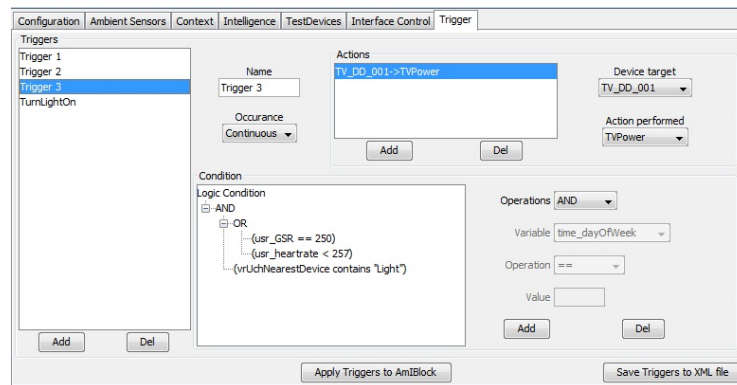 Configuration Ambient Sensors Context Intelligence TestDevices Interface Control Trigger
Triggers
Trigger 1
Trigger 2
Trigger 3
TurnLightOn
Add Del
Name
Trigger 3
Occurance
Continuous
Actions
TV_DD_001->TVPower
Add Del
Device target
TV_DD_001
Action performed
TVPower
Condition
Logic Condition
AND
OR
(usr_GSR == 250)
(usr_heartrate < 257)
(vrUchNearestDevice contains "Light")
Operations AND
Variable time_dayOfWeek
Operation ==
Value
Add Del
Apply Triggers to AmIBlock
Save Triggers to XML file